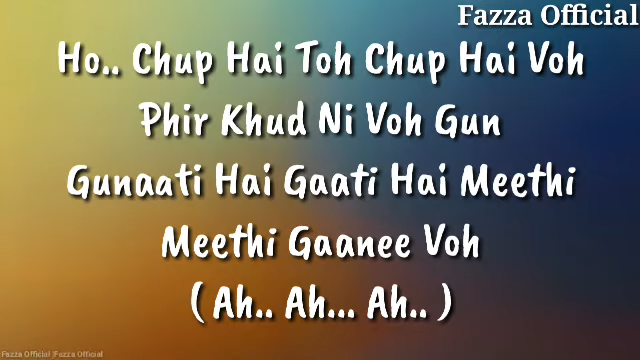 Fazza Official
Ho.. Chup Hai Toh Chup Hai Voh
Phir Khud Ni Voh Gun
Gunaati Hai Gaati Hai Meethi
Meethi Gaanee Voh
( Ah.. Ah... Ah.. )
Fazza Official |Fazza Official